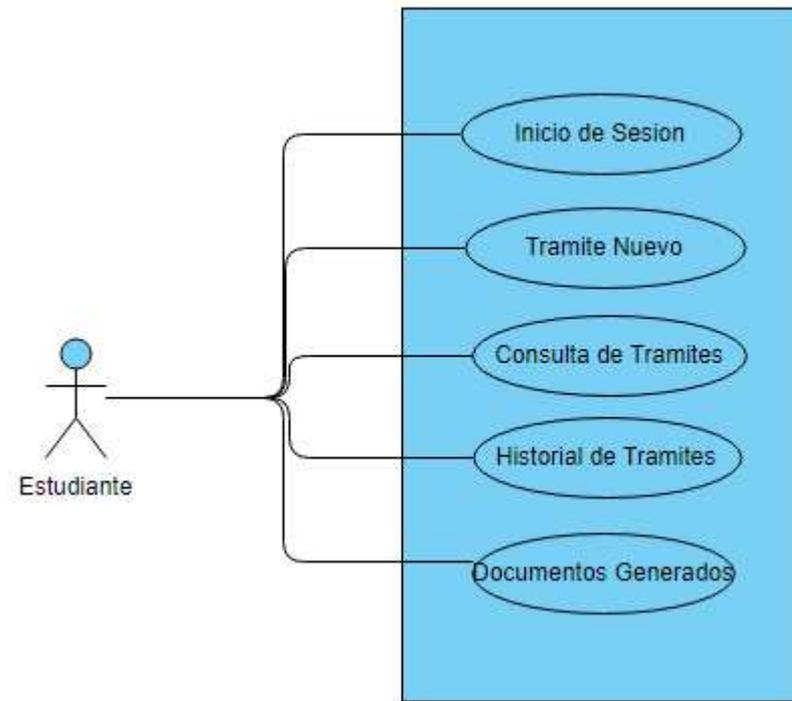 Inicio de Sesion
Tramite Nuevo
Consulta de Tramites
Historial de Tramites
Estudiante
Documentos Generados